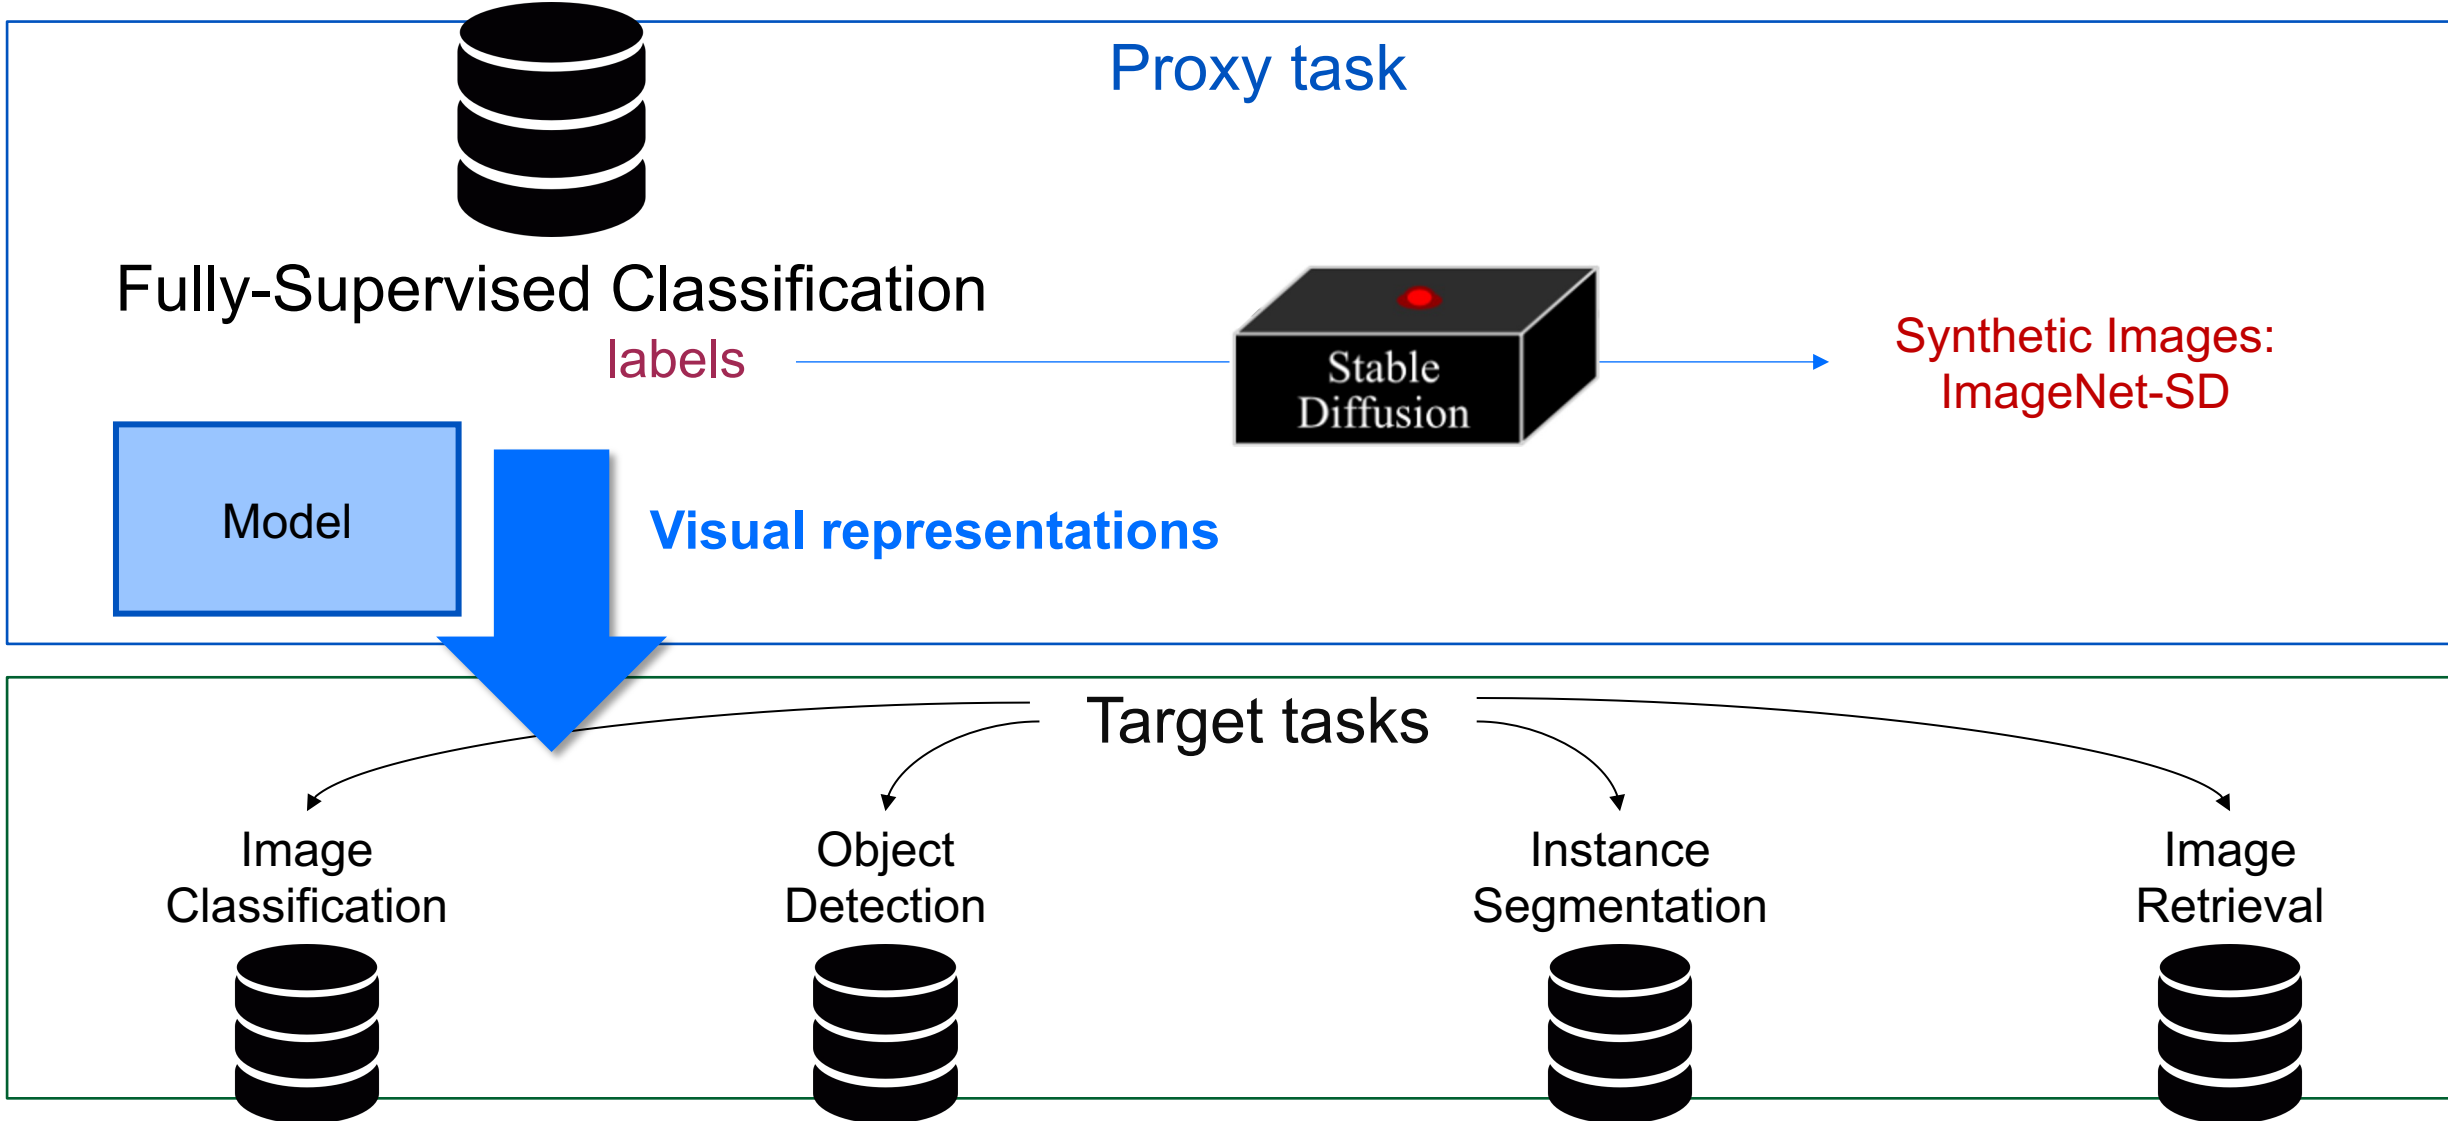 Proxy task
Fully-Supervised Classification
labels
Stable
Diffusion
Synthetic Images:
ImageNet-SD
Model
Visual representations
Target tasks
Image
Classification
Object
Detection
Instance
Segmentation
Image
Retrieval